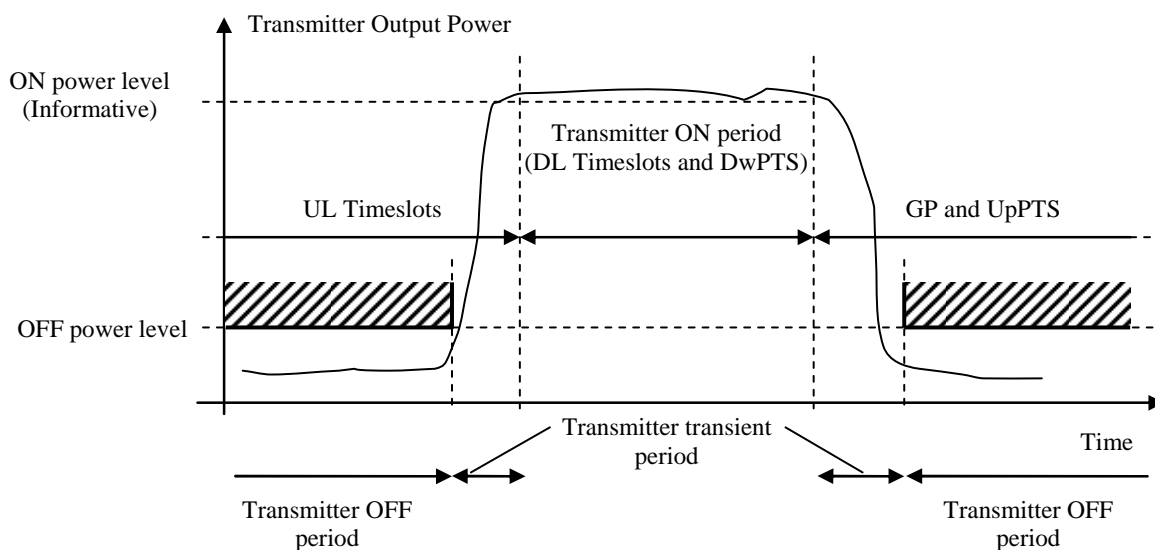 Transmitter Output Power
ON power level
(Informative)
Transmitter ON period
(DL Timeslots and DwPTS)
UL Timeslots
GP and UpPTS
OFF power level
Transmitter transient
period
Time
Transmitter OFF
period
Transmitter OFF
period